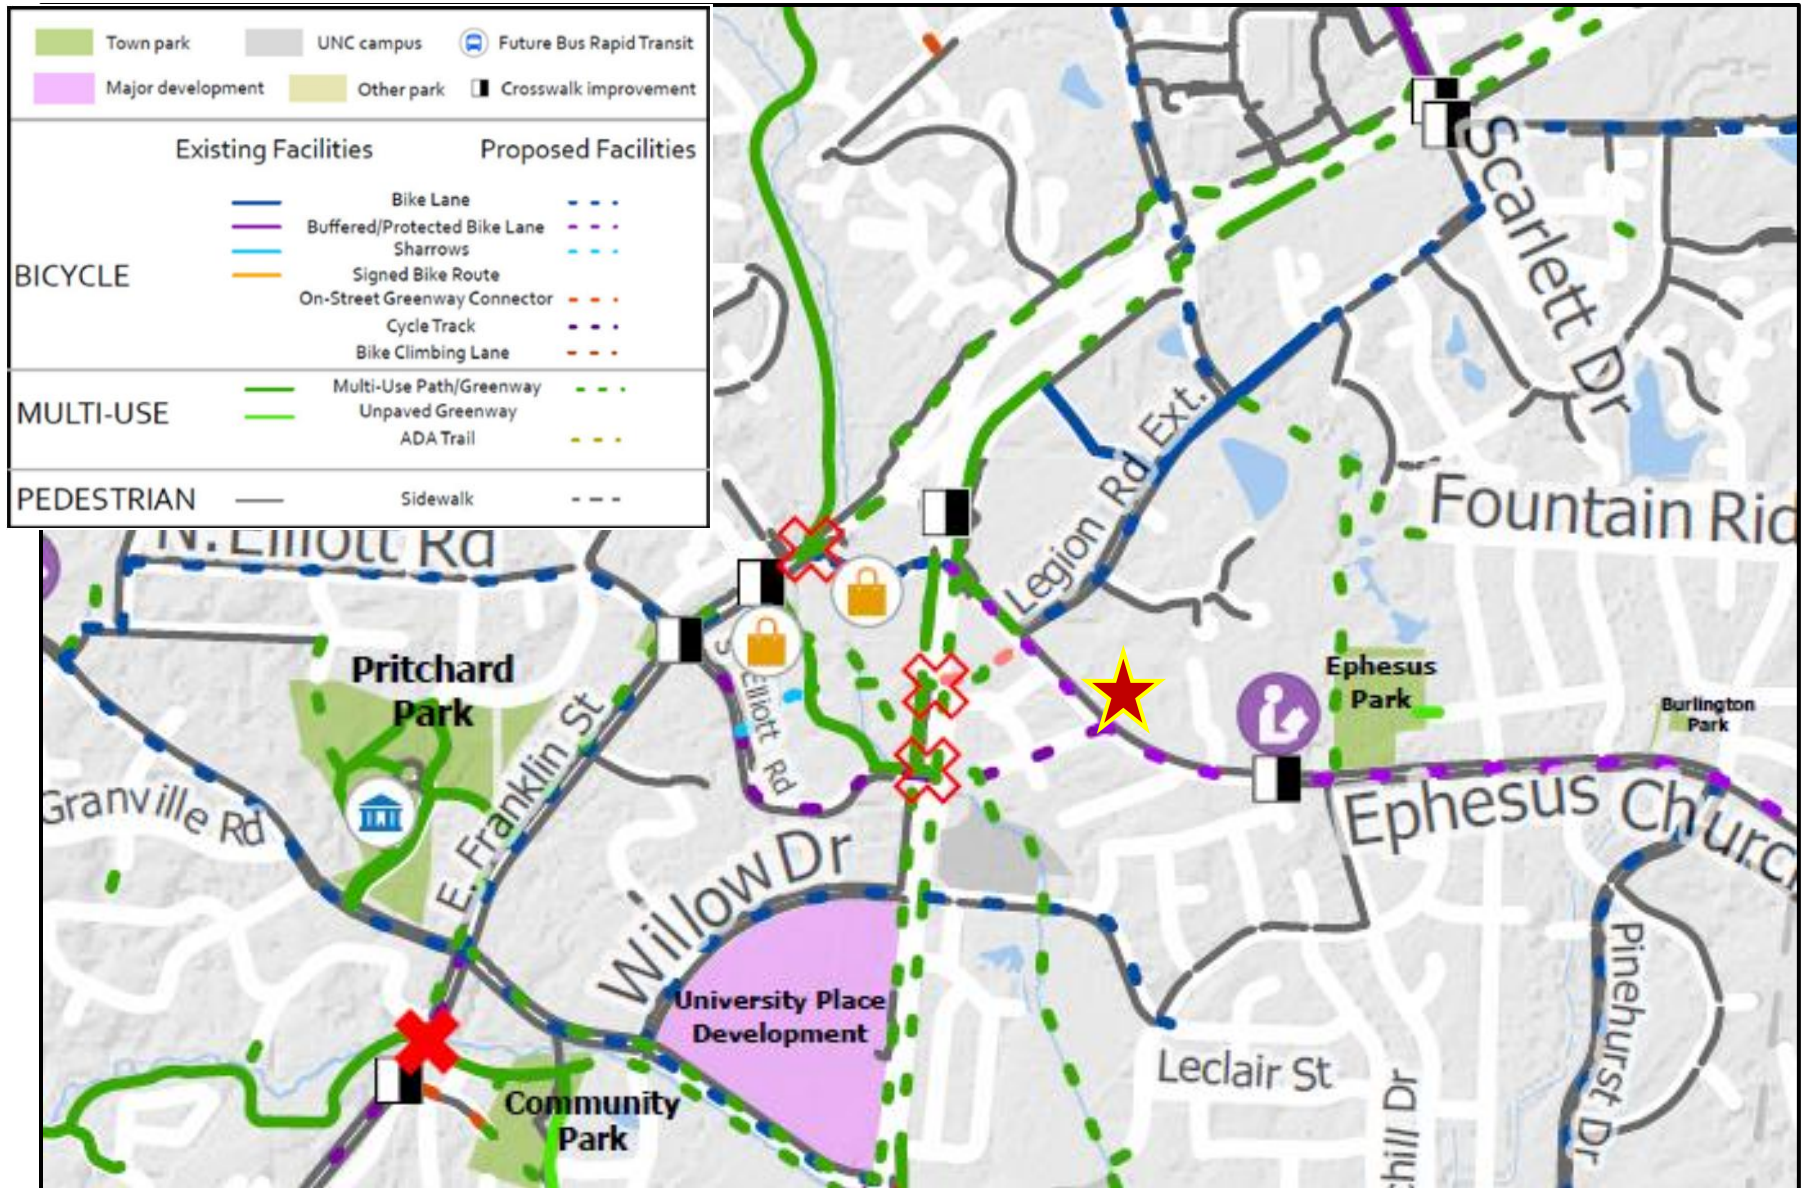 Town park
UNC campus
Future Bus Rapid Transit
Major development
Other park
Crosswalk improvement
Existing Facilities
Proposed Facilities
BICYCLE
Bike Lane
Buffered/Protected Bike Lane
Sharrows
Signed Bike Route
On-Street Greenway Connector
Cycle Track
Bike Climbing Lane
MULTI-USE
Multi-Use Path/Greenway
Unpaved Greenway
ADA Trail
PEDESTRIAN
Sidewalk
Scarlett Dr
Legion Rd Ext.
Fountain Rid
N. Elliott Rd
Pritchard
Park
S Elliott Rd
Ephesus
Park
Burlington
Park
Granville Rd
E. Franklin St
Willow Dr
Ephesus Churc
University Place
Development
Pinehurst Dr
Leclair St
Community
Park
chill Dr